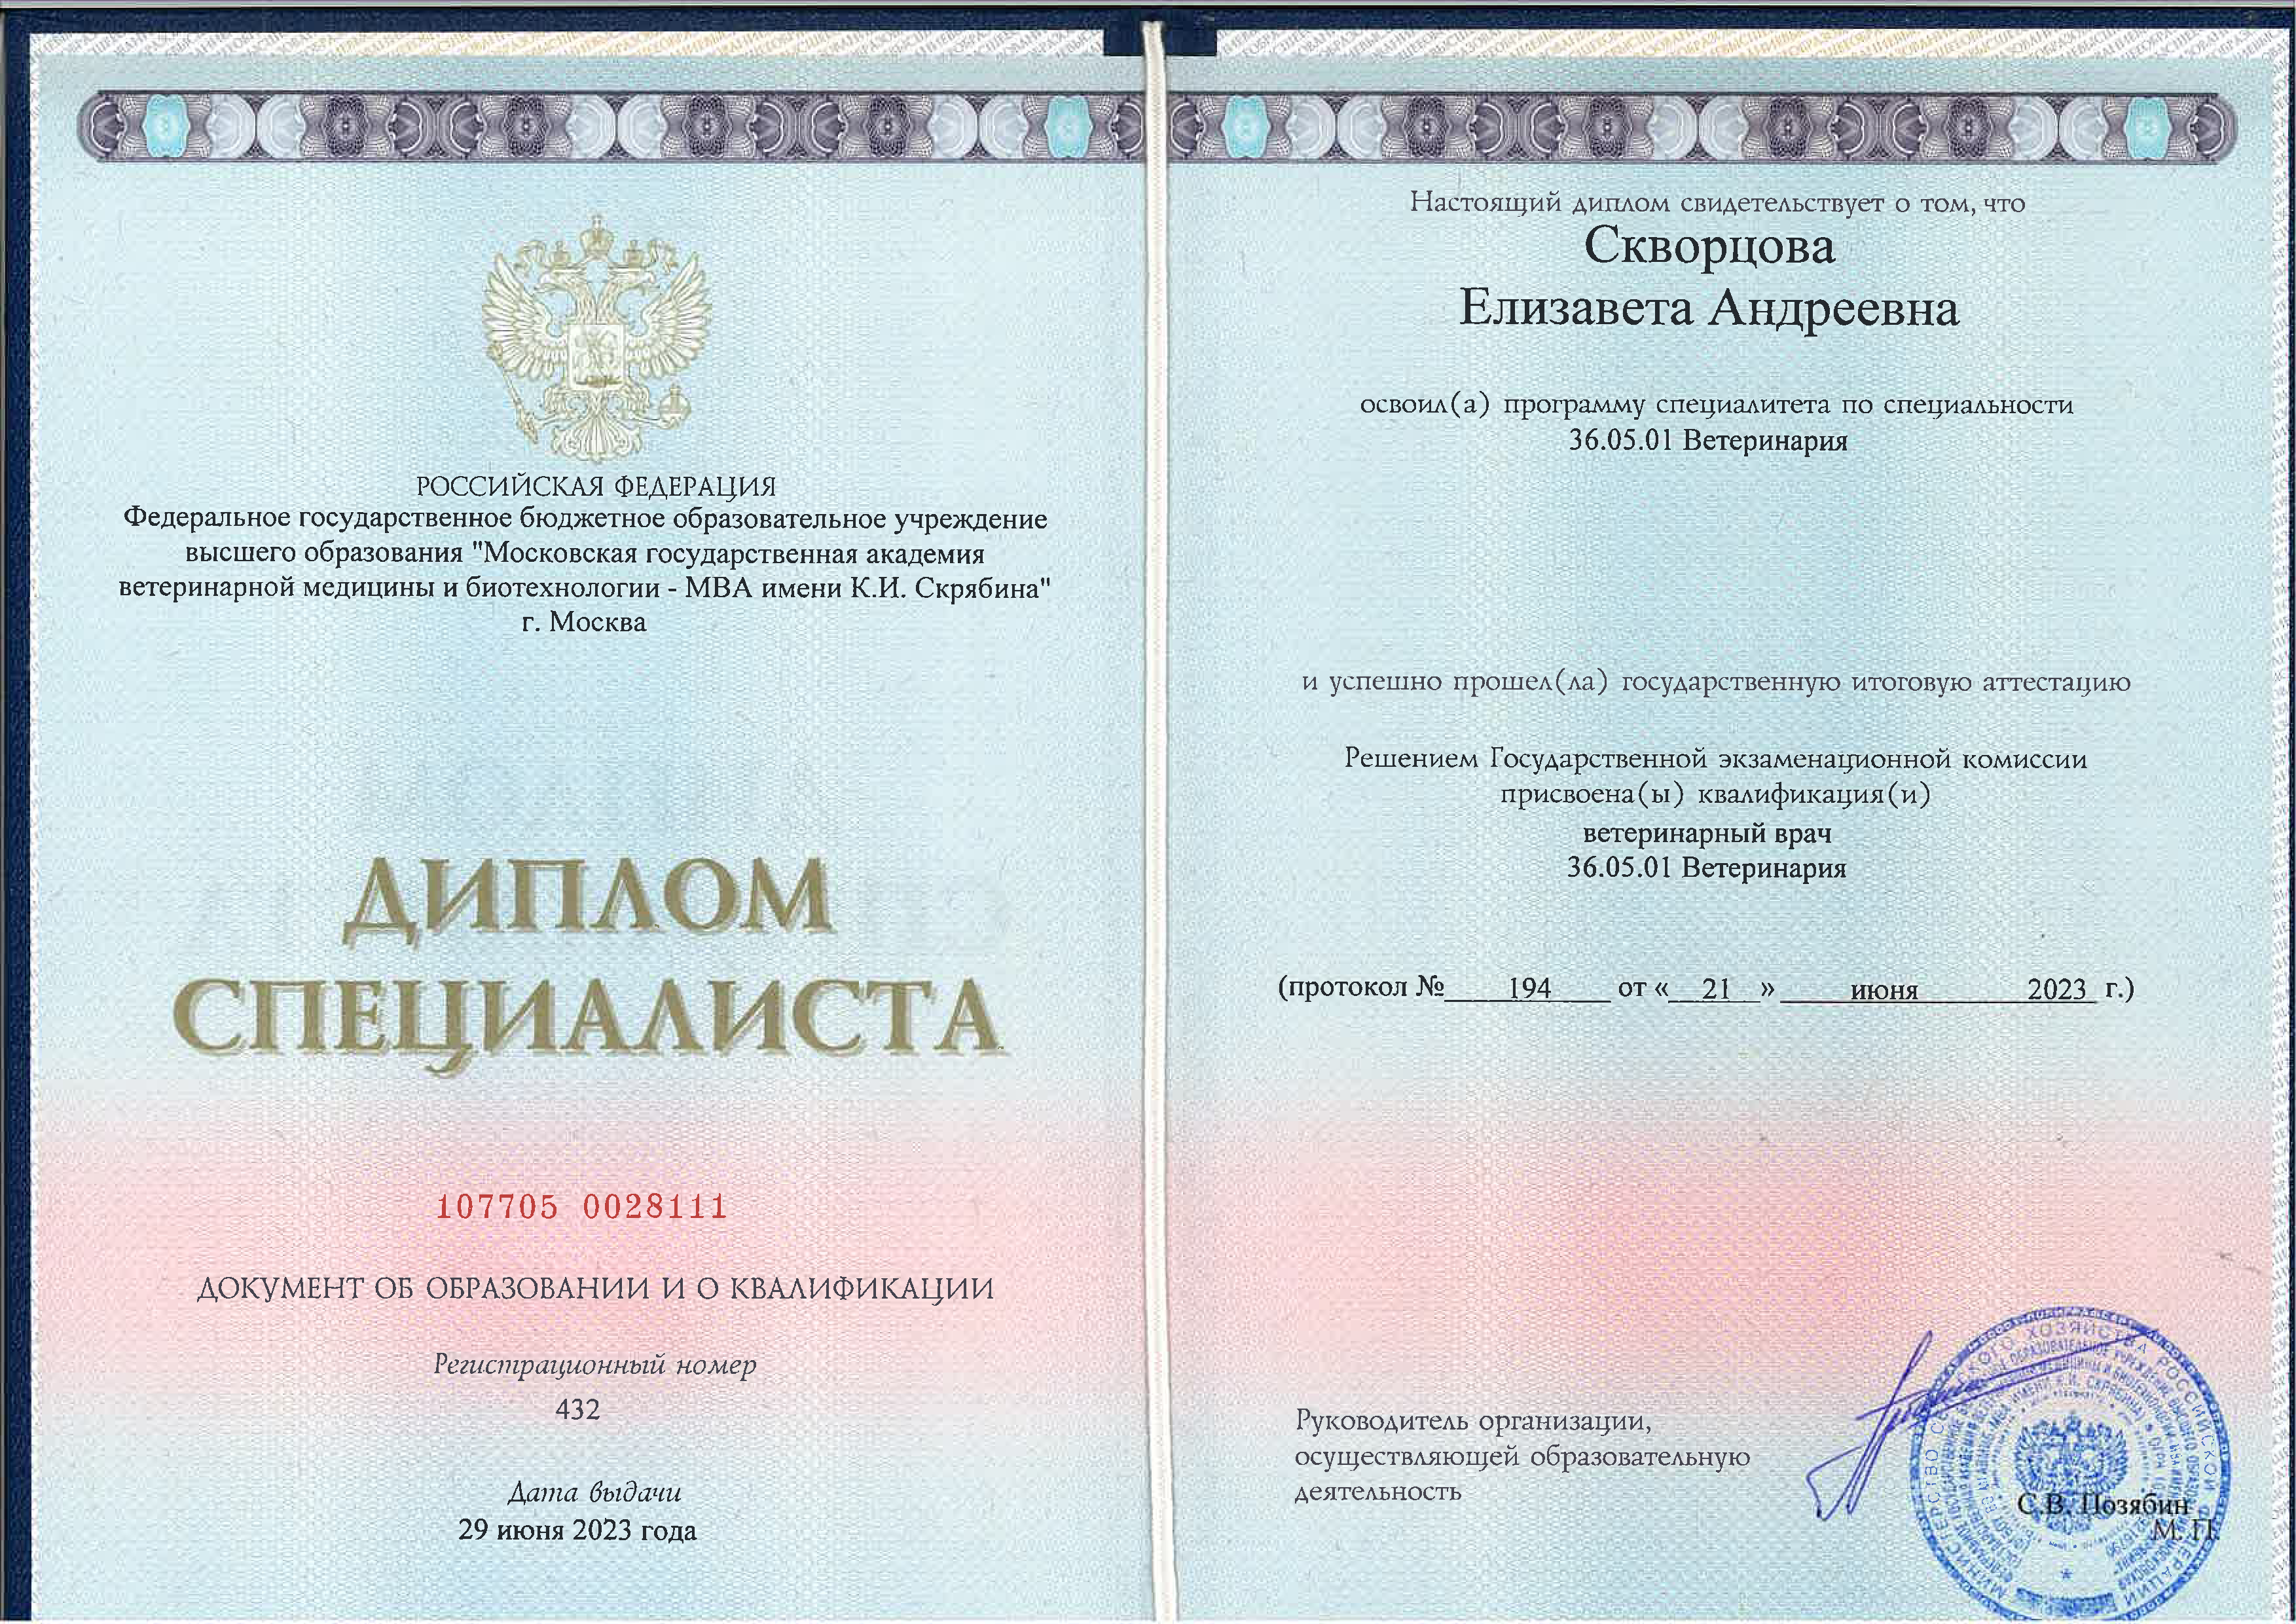 РОССИЙСКАЯ ФЕДЕРАЦИЯ
Федеральное государственное бюджетное образовательное учреждение
высшего образования "Московская государственная академия
ветеринарной медицины и биотехнологии - МВА имени К.И. Скрябина"
г. Москва
ДИПЛОМ
СПЕЦИАЛИСТА
107705 0028111
ДОКУМЕНТ ОБ ОБРАЗОВАНИИ И О КВАЛИФИКАЦИИ
Регистрационный номер
432
Дата выдачи
29 июня 2023 года
Настоящий диплом свидетельствует о том, что
Скворцова
Елизавета Андреевна
освоил(а) программу специалитета по специальности
36.05.01 Ветеринария
и успешно прошел(ла) государственную итоговую аттестацию
Решением Государственной экзаменационной комиссии
присвоена(ы) квалификация(и)
ветеринарный врач
36.05.01 Ветеринария
(протокол № 194 от « 21 » июня 2023 г.)
Руководитель организации,
осуществляющей образовательную
деятельность
С.В. Позябин
М. П.